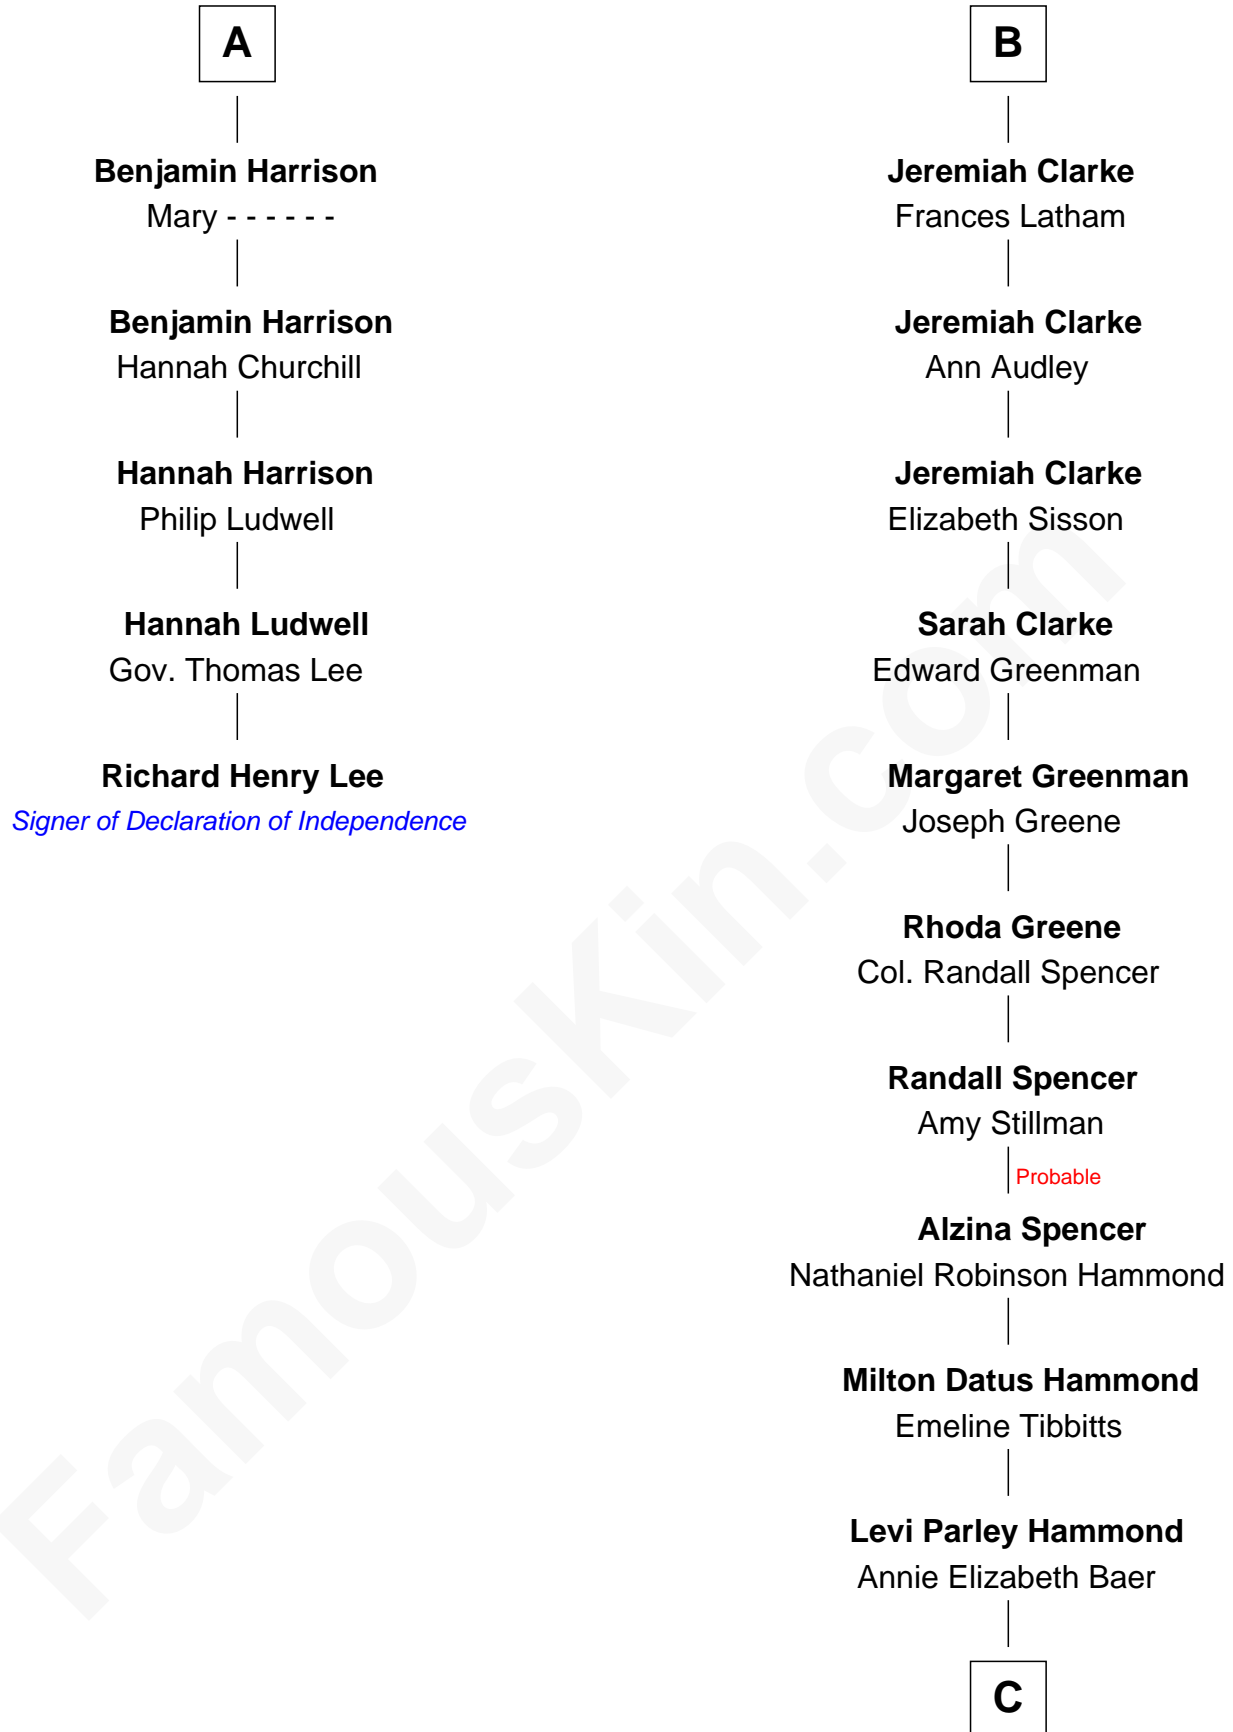 A
Benjamin Harrison
Mary - - - - - -
Benjamin Harrison
Hannah Churchill
Hannah Harrison
Philip Ludwell
Hannah Ludwell
Gov. Thomas Lee
Richard Henry Lee
Signer of Declaration of Independence
B
Jeremiah Clarke
Frances Latham
Jeremiah Clarke
Ann Audley
Jeremiah Clarke
Elizabeth Sisson
Sarah Clarke
Edward Greenman
Margaret Greenman
Joseph Greene
Rhoda Greene
Col. Randall Spencer
Randall Spencer
Amy Stillman
Probable
Alzina Spencer
Nathaniel Robinson Hammond
Milton Datus Hammond
Emeline Tibbitts
Levi Parley Hammond
Annie Elizabeth Baer
C
FamousKin.com